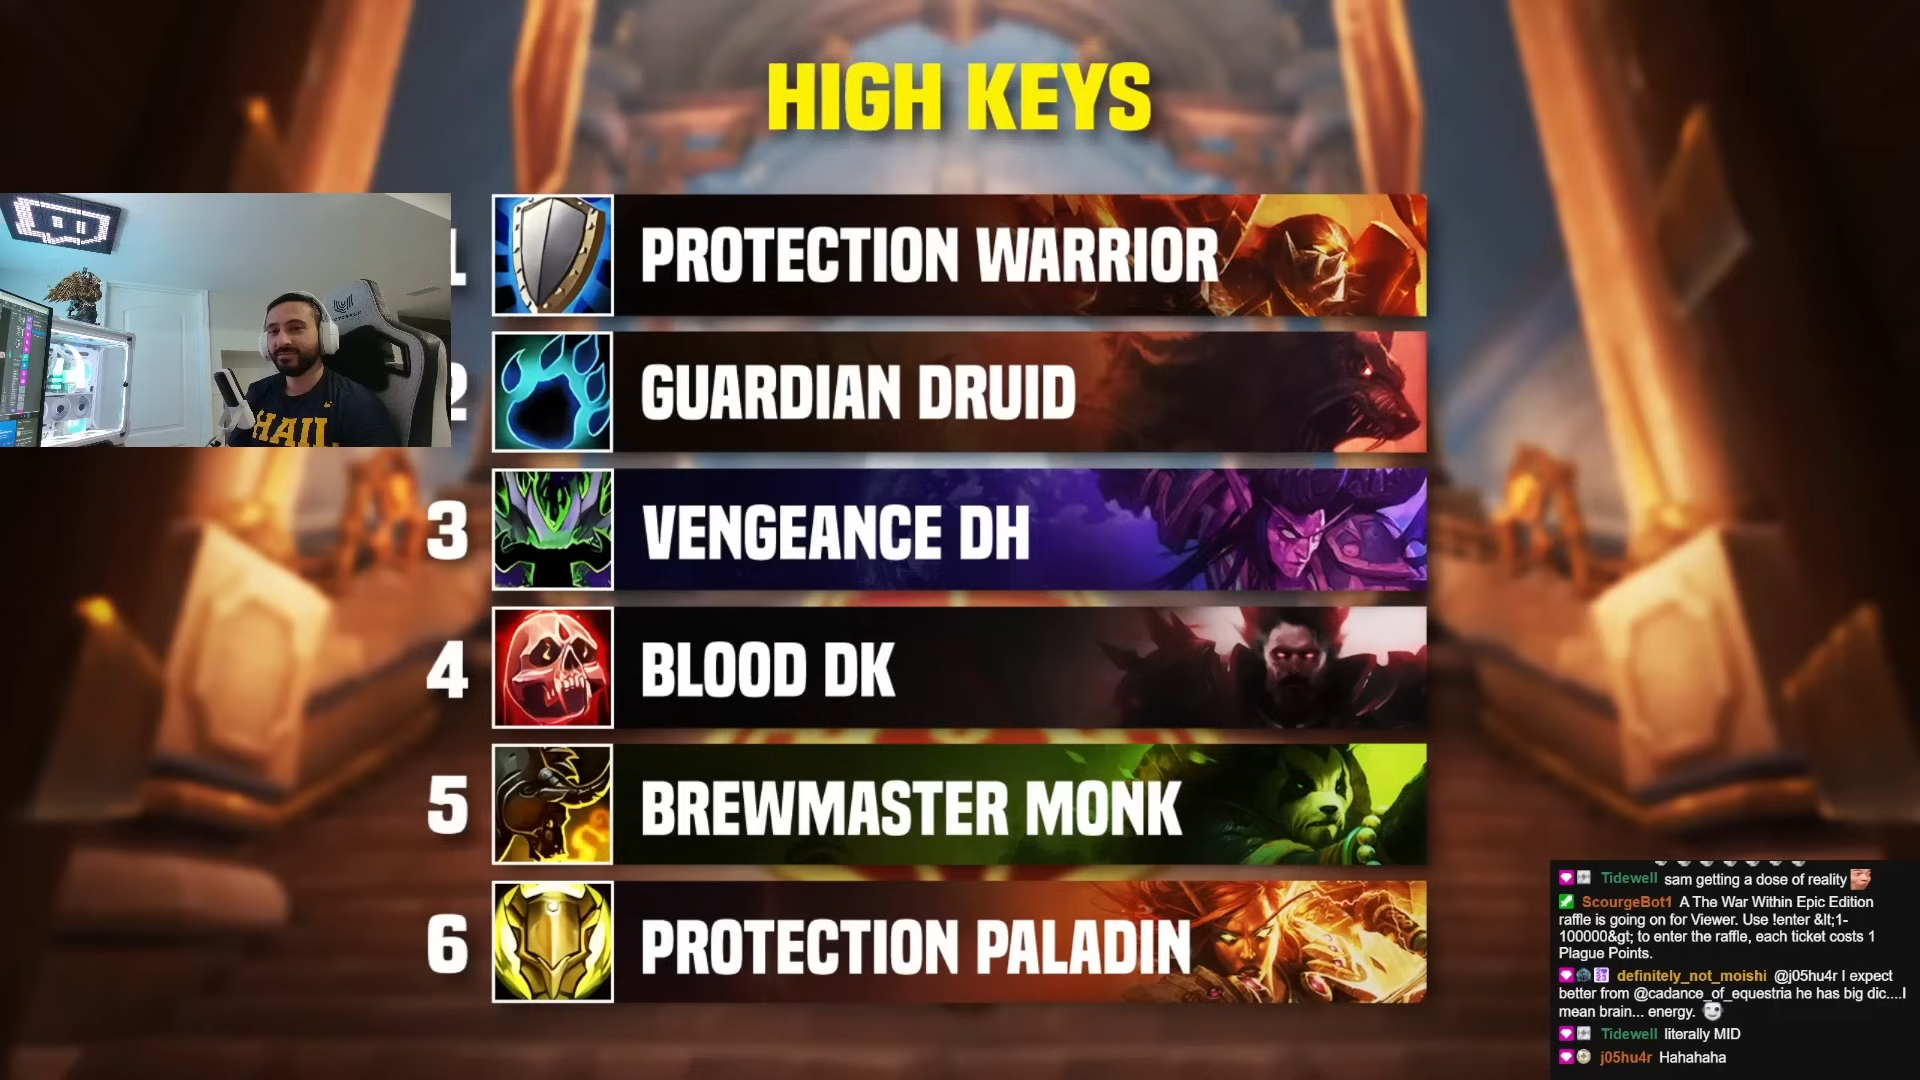 HIGH KEYS
1 PROTECTION WARRIOR
2 GUARDIAN DRUID
3 VENGEANCE DH
4 BLOOD DK
5 BREWMASTER MONK
6 PROTECTION PALADIN
HAIL
Tidewell sam getting a dose of reality
ScourgeBot1 A The War Within Epic Edition
raffle is going on for Viewer. Use !enter &lt;1-
100000&gt; to enter the raffle, each ticket costs 1
Plague Points.
definitely_not_moishi @j05hu4r I expect
better from @cadance_of_equestria he has big dic....I
mean brain... energy.
Tidewell literally MID
j05hu4r Hahahaha